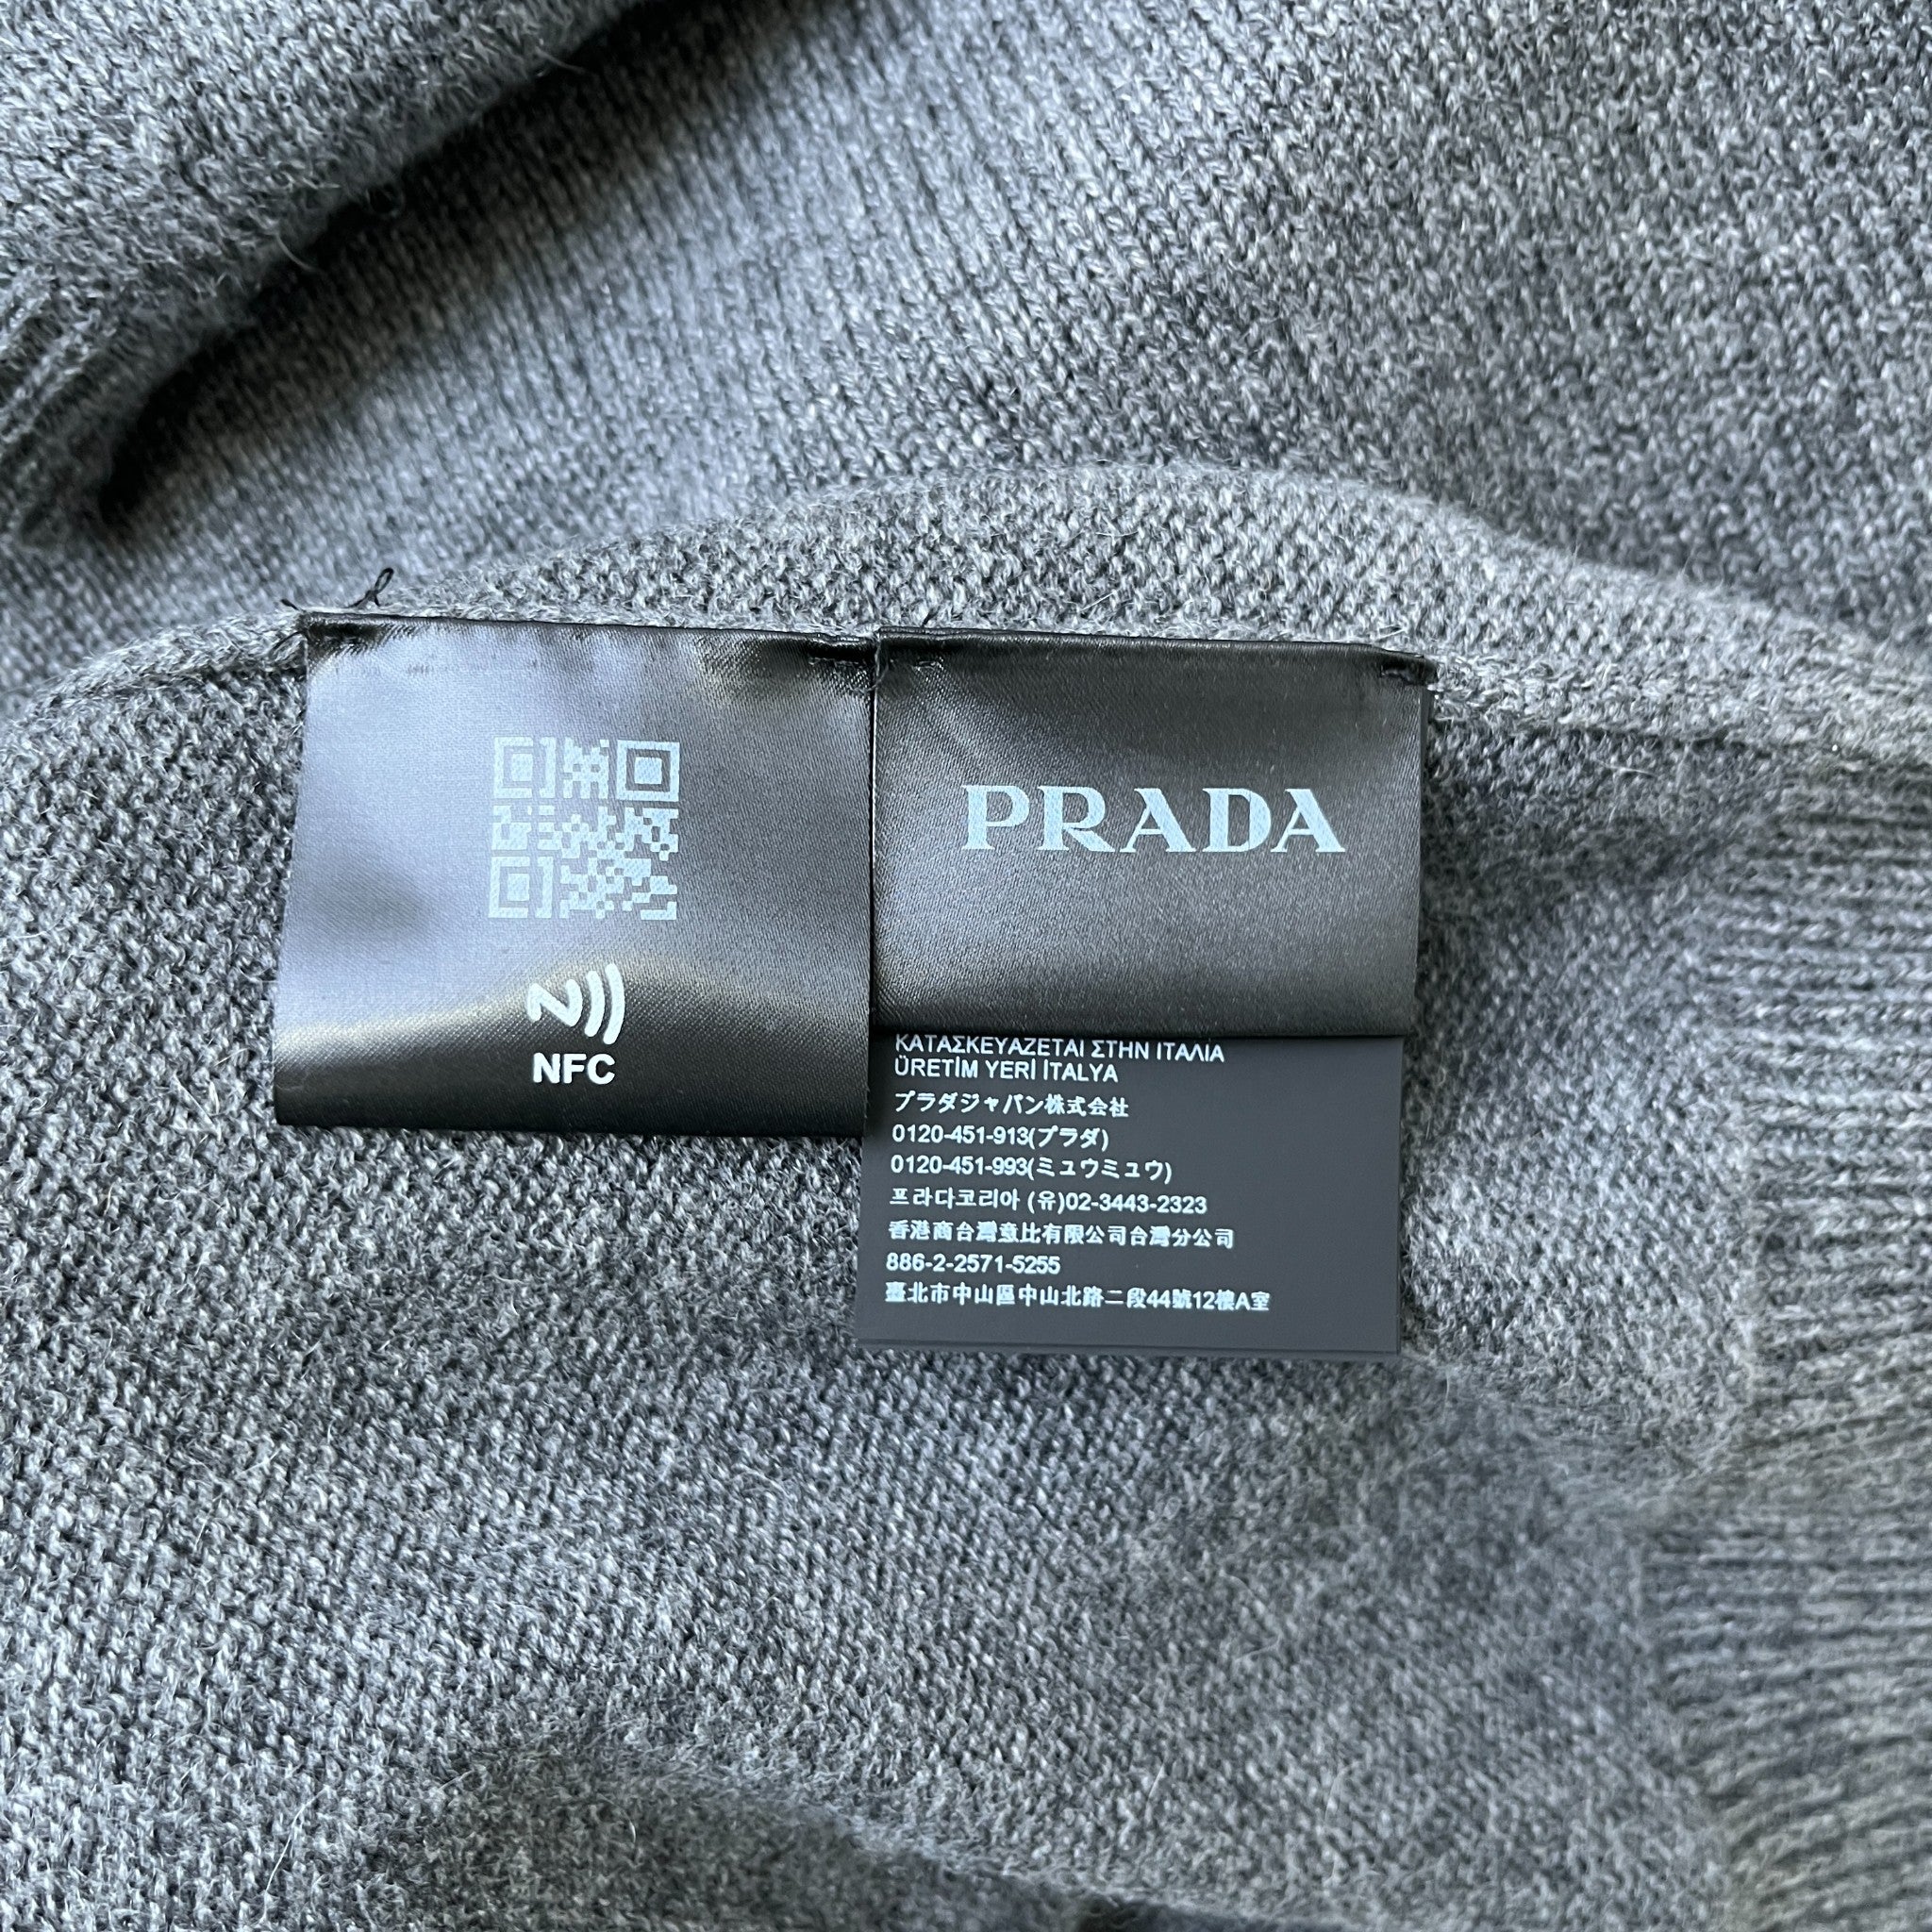 NFC
PRADA
ΚΑΤΑΣΚΕΥΑΖΕΤΑΙ ΣΤΗΝ ΙΤΑΛΙΑ
ÜRETİM YERİ İTALYA
プラダジャパン株式会社
0120-451-913(プラダ)
0120-451-993(ミュウミュウ)
프라다코리아 (유)02-3443-2323
香港商台灣意比有限公司台灣分公司
886-2-2571-5255
臺北市中山區中山北路二段44號12樓A室